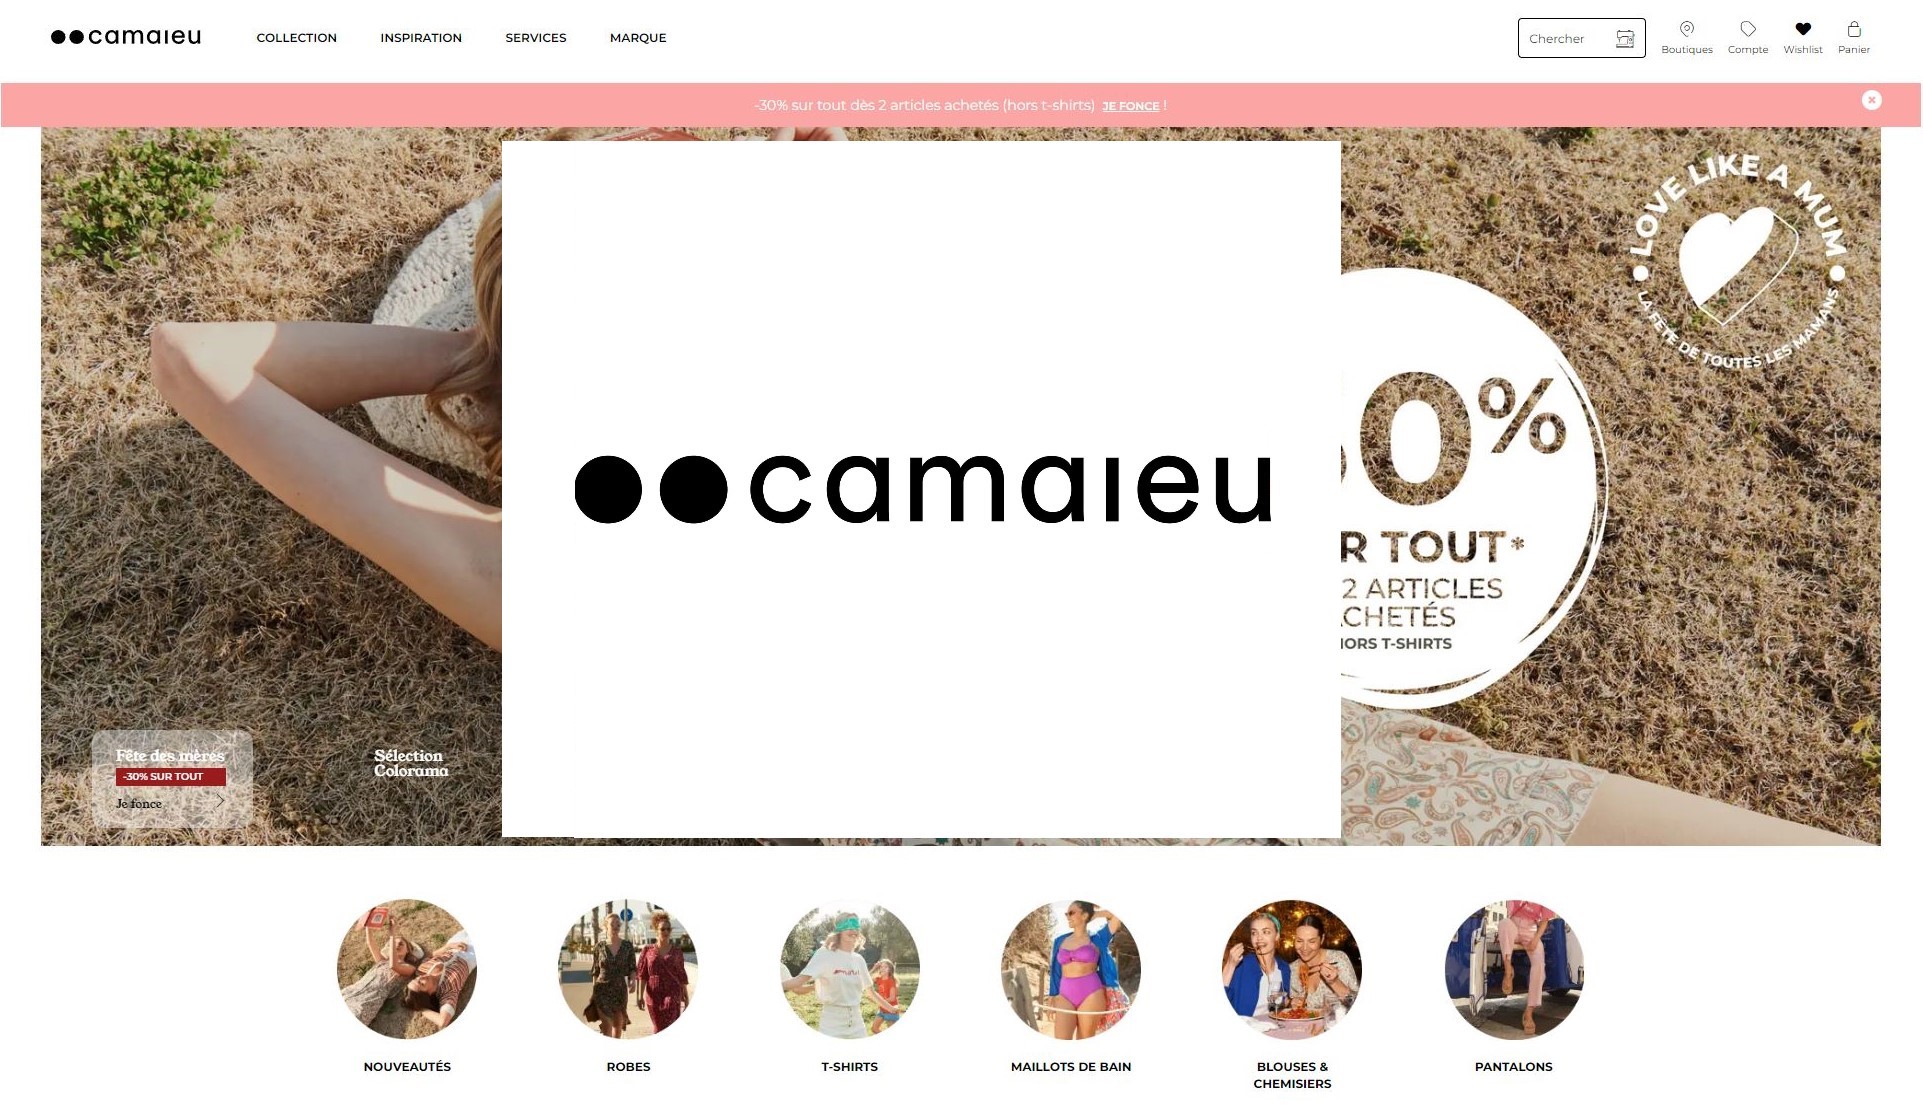 camaieu
COLLECTION
INSPIRATION
SERVICES
MARQUE
Chercher
Boutiques
Compte
Wishlist
Panier
-30% sur tout dès 2 articles achetés (hors t-shirts) JE FONCE !
LOVE LIKE A MUM
LA FÊTE DE TOUTES LES MAMANS
camaieu
0%
R TOUT*
2 ARTICLES
CHETÉS
HORS T-SHIRTS
Fête des mères
-30% SUR TOUT
Je fonce
Sélection
Colorama
NOUVEAUTÉS
ROBES
T-SHIRTS
MAILLOTS DE BAIN
BLOUSES &
CHEMISIERS
PANTALONS